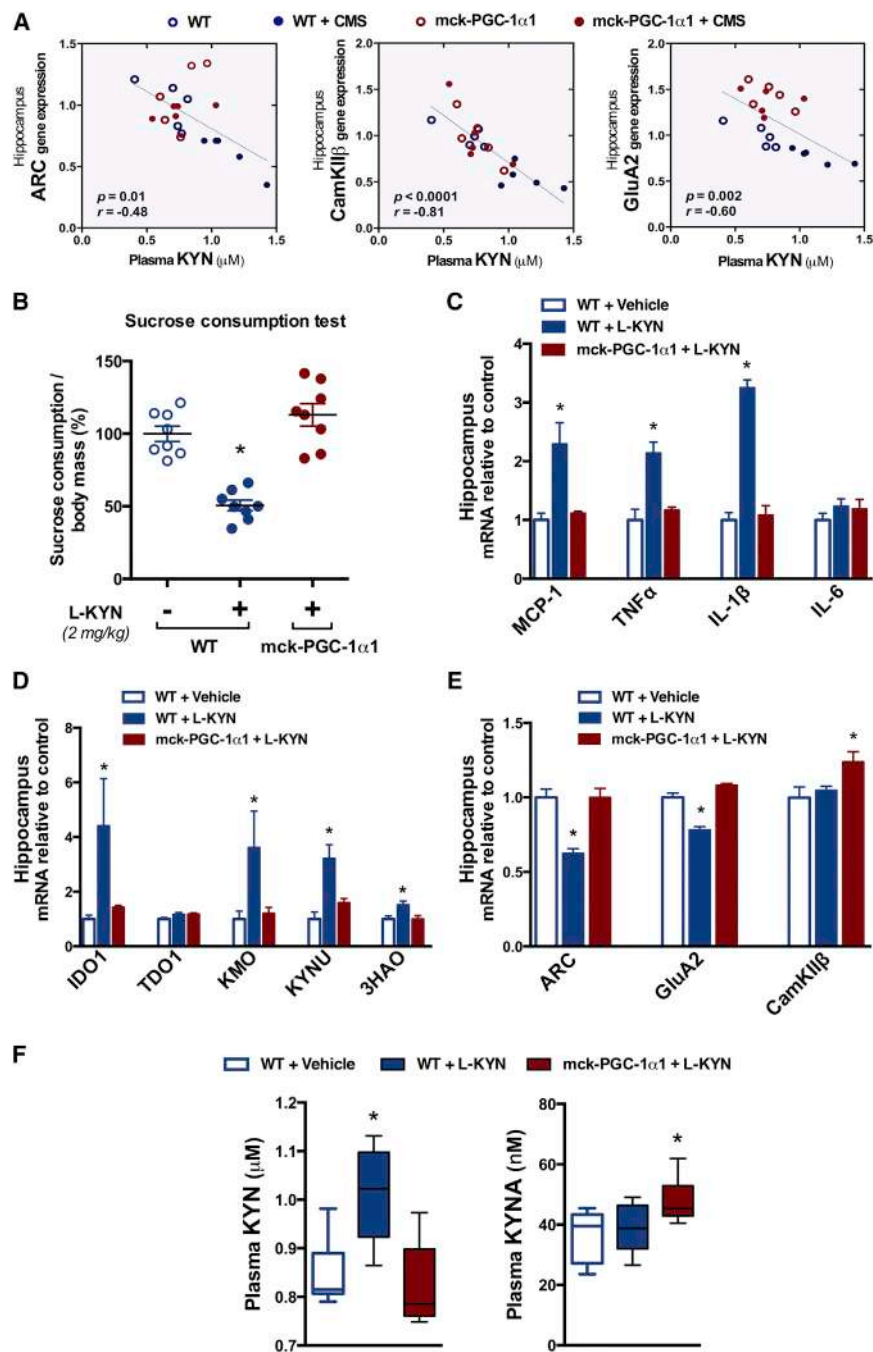 A
WT
WT + CMS
mck-PGC-1α1
mck-PGC-1α1 + CMS
Hippocampus
ARC gene expression
1.5
1.0
0.5
0.0
p = 0.01
r = -0.48
0.0 0.5 1.0 1.5
Plasma KYN (μM)
Hippocampus
CamKIIβ gene expression
2.0
1.5
1.0
0.5
0.0
p < 0.0001
r = -0.81
0.0 0.5 1.0 1.5
Plasma KYN (μM)
Hippocampus
GluA2 gene expression
2.0
1.5
1.0
0.5
0.0
p = 0.002
r = -0.60
0.0 0.5 1.0 1.5
Plasma KYN (μM)
B
Sucrose consumption test
Sucrose consumption /
body mass (%)
150
100
50
0
*
L-KYN - + +
(2 mg/kg)
WT mck-PGC-1α1
C
WT + Vehicle
WT + L-KYN
mck-PGC-1α1 + L-KYN
Hippocampus
mRNA relative to control
4
3
2
1
0
* * *
MCP-1 TNFα IL-1β IL-6
D
WT + Vehicle
WT + L-KYN
mck-PGC-1α1 + L-KYN
Hippocampus
mRNA relative to control
8
6
4
2
0
* * * *
IDO1 TDO1 KMO KYNU 3HAO
E
WT + Vehicle
WT + L-KYN
mck-PGC-1α1 + L-KYN
Hippocampus
mRNA relative to control
1.5
1.0
0.5
0.0
* * *
ARC GluA2 CamKIIβ
F
WT + Vehicle
WT + L-KYN
mck-PGC-1α1 + L-KYN
Plasma KYN (μM)
1.2
1.1
1.0
0.9
0.8
0.7
*
Plasma KYNA (nM)
80
60
40
20
0
*